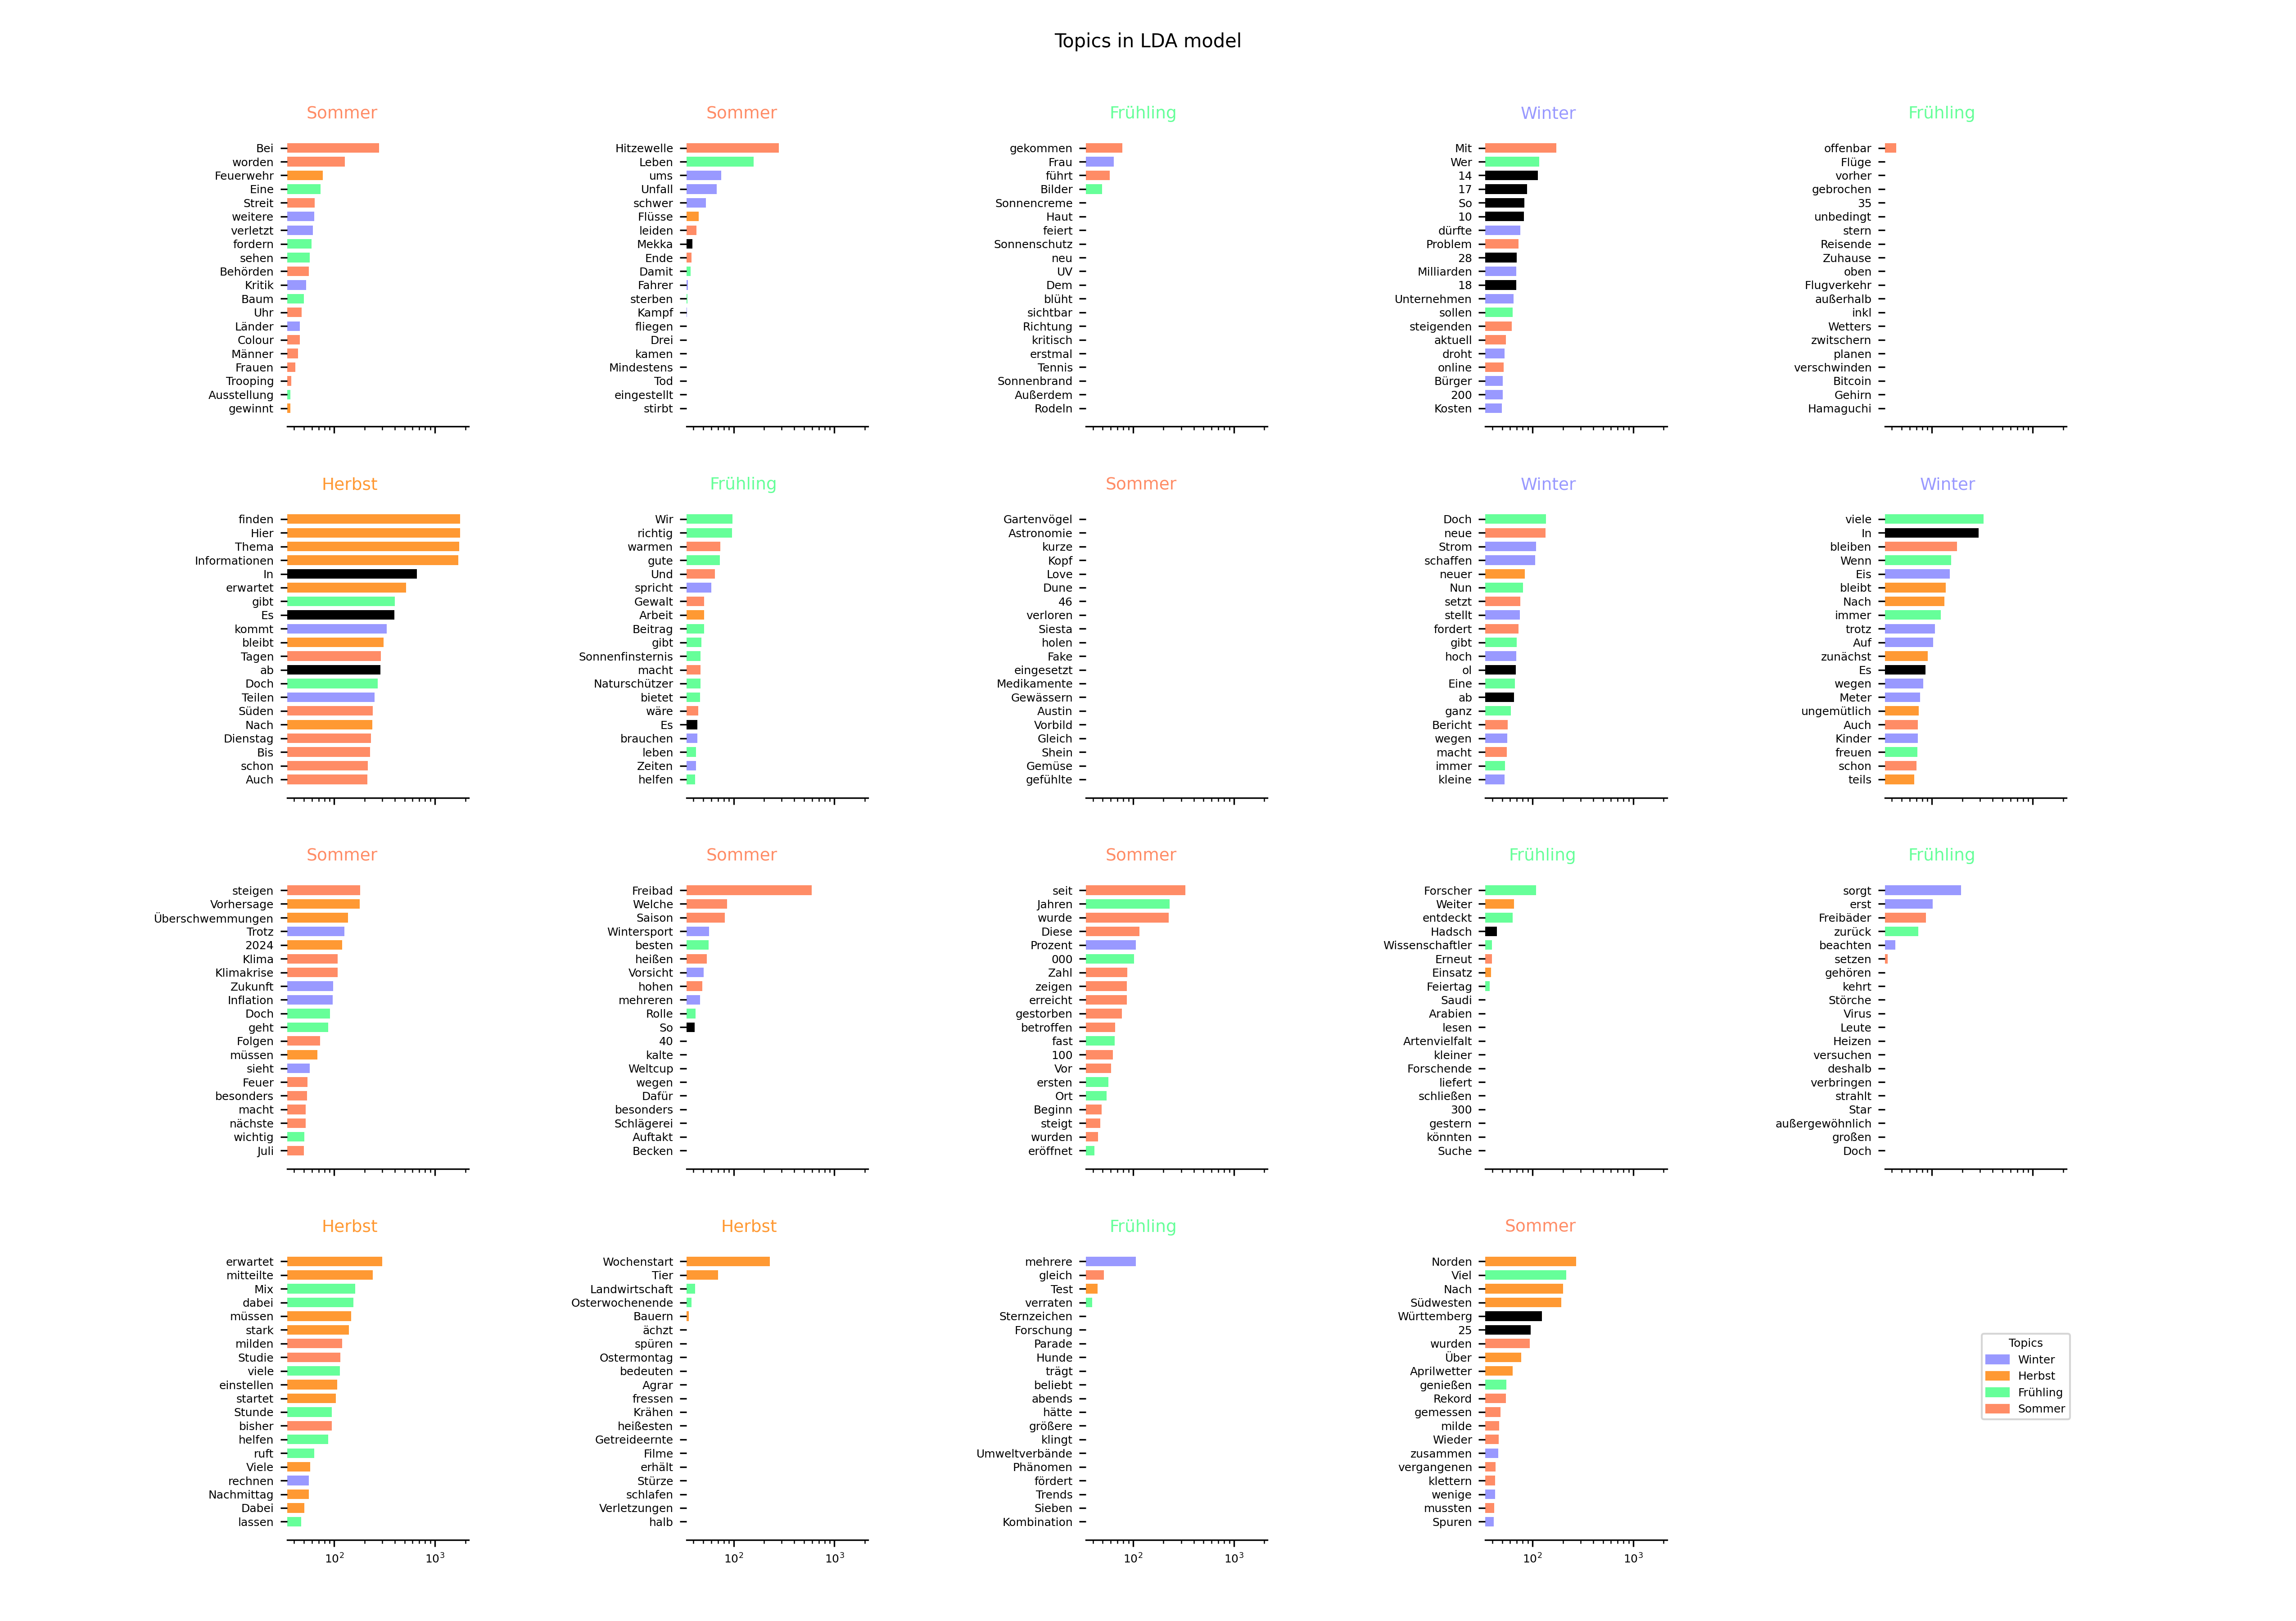 Topics in LDA model
Sommer
Bei
worden
Feuerwehr
Eine
Streit
weitere
verletzt
fordern
sehen
Behörden
Kritik
Baum
Uhr
Länder
Colour
Männer
Frauen
Trooping
Ausstellung
gewinnt
Sommer
Hitzewelle
Leben
ums
Unfall
schwer
Flüsse
leiden
Mekka
Ende
Damit
Fahrer
sterben
Kampf
fliegen
Drei
kamen
Mindestens
Tod
eingestellt
stirbt
Frühling
gekommen
Frau
führt
Bilder
Sonnencreme
Haut
feiert
Sonnenschutz
neu
UV
Dem
blüht
sichtbar
Richtung
kritisch
erstmal
Tennis
Sonnenbrand
Außerdem
Rodeln
Winter
Mit
Wer
14
17
So
10
dürfte
Problem
28
Milliarden
18
Unternehmen
sollen
steigenden
aktuell
droht
online
Bürger
200
Kosten
Frühling
offenbar
Flüge
vorher
gebrochen
35
unbedingt
stern
Reisende
Zuhause
oben
Flugverkehr
außerhalb
inkl
Wetters
zwitschern
planen
verschwinden
Bitcoin
Gehirn
Hamaguchi
Herbst
finden
Hier
Thema
Informationen
In
erwartet
gibt
Es
kommt
bleibt
Tagen
ab
Doch
Teilen
Süden
Nach
Dienstag
Bis
schon
Auch
Frühling
Wir
richtig
warmen
gute
Und
spricht
Gewalt
Arbeit
Beitrag
gibt
Sonnenfinsternis
macht
Naturschützer
bietet
wäre
Es
brauchen
leben
Zeiten
helfen
Sommer
Gartenvögel
Astronomie
kurze
Kopf
Love
Dune
46
verloren
Siesta
holen
Fake
eingesetzt
Medikamente
Gewässern
Austin
Vorbild
Gleich
Shein
Gemüse
gefühlte
Winter
Doch
neue
Strom
schaffen
neuer
Nun
setzt
stellt
fordert
gibt
hoch
ol
Eine
ab
ganz
Bericht
wegen
macht
immer
kleine
Winter
viele
In
bleiben
Wenn
Eis
bleibt
Nach
immer
trotz
Auf
zunächst
Es
wegen
Meter
ungemütlich
Auch
Kinder
freuen
schon
teils
Sommer
steigen
Vorhersage
Überschwemmungen
Trotz
2024
Klima
Klimakrise
Zukunft
Inflation
Doch
geht
Folgen
müssen
sieht
Feuer
besonders
macht
nächste
wichtig
Juli
Sommer
Freibad
Welche
Saison
Wintersport
besten
heißen
Vorsicht
hohen
mehreren
Rolle
So
40
kalte
Weltcup
wegen
Dafür
besonders
Schlägerei
Auftakt
Becken
Sommer
seit
Jahren
wurde
Diese
Prozent
000
Zahl
zeigen
erreicht
gestorben
betroffen
fast
100
Vor
ersten
Ort
Beginn
steigt
wurden
eröffnet
Frühling
Forscher
Weiter
entdeckt
Hadsch
Wissenschaftler
Erneut
Einsatz
Feiertag
Saudi
Arabien
lesen
Artenvielfalt
kleiner
Forschende
liefert
schließen
300
gestern
könnten
Suche
Frühling
sorgt
erst
Freibäder
zurück
beachten
setzen
gehören
kehrt
Störche
Virus
Leute
Heizen
versuchen
deshalb
verbringen
strahlt
Star
außergewöhnlich
großen
Doch
Herbst
erwartet
mitteilte
Mix
dabei
müssen
stark
milden
Studie
viele
einstellen
startet
Stunde
bisher
helfen
ruft
Viele
rechnen
Nachmittag
Dabei
lassen
10²
10³
Herbst
Wochenstart
Tier
Landwirtschaft
Osterwochenende
Bauern
ächzt
spüren
Ostermontag
bedeuten
Agrar
fressen
Krähen
heißesten
Getreideernte
Filme
erhält
Stürze
schlafen
Verletzungen
halb
10²
10³
Frühling
mehrere
gleich
Test
verraten
Sternzeichen
Forschung
Parade
Hunde
trägt
beliebt
abends
hätte
größere
klingt
Umweltverbände
Phänomen
fördert
Trends
Sieben
Kombination
10²
10³
Sommer
Norden
Viel
Nach
Südwesten
Württemberg
25
wurden
Über
Aprilwetter
genießen
Rekord
gemessen
milde
Wieder
zusammen
vergangenen
klettern
wenige
mussten
Spuren
10²
10³
Topics
Winter
Herbst
Frühling
Sommer